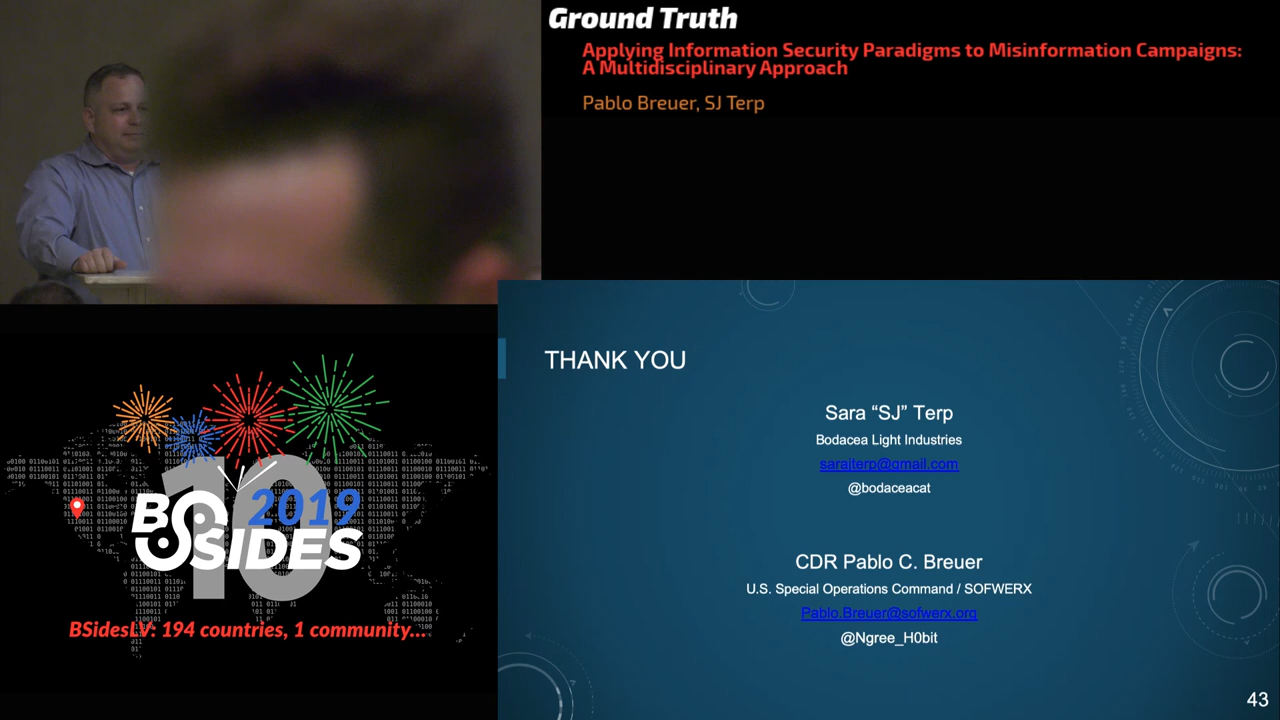 Ground Truth
Applying Information Security Paradigms to Misinformation Campaigns:
A Multidisciplinary Approach
Pablo Breuer, SJ Terp
THANK YOU
Sara “SJ” Terp
Bodacea Light Industries
sarajterp@gmail.com
@bodaceacat
CDR Pablo C. Breuer
U.S. Special Operations Command / SOFWERX
Pablo.Breuer@sofwerx.org
@Ngree_H0bit
43
10
2019
BSIDES
BSidesLV: 194 countries, 1 community...